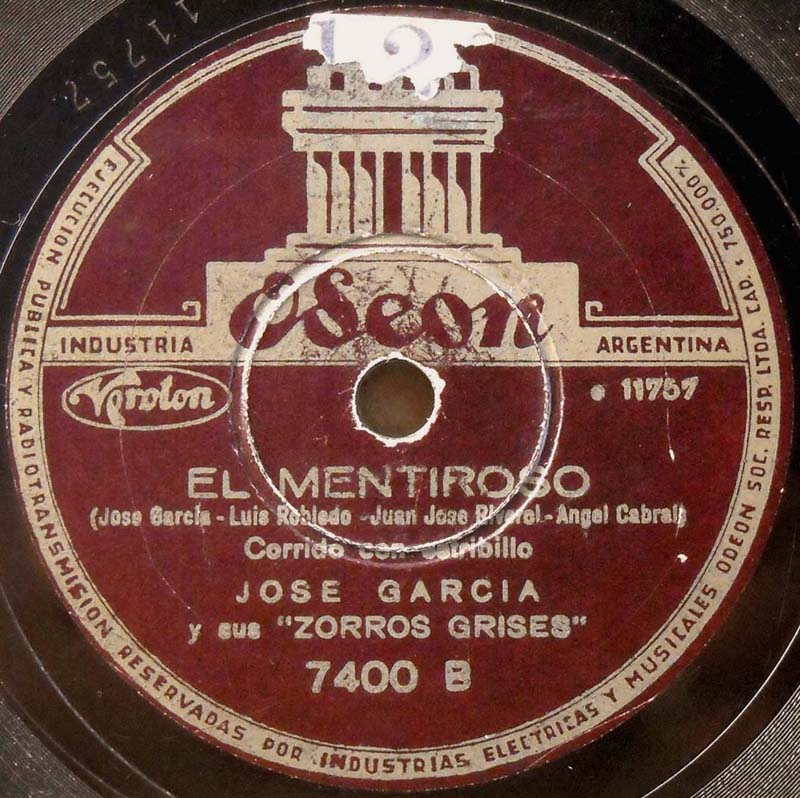 11757
2
Odeon
INDUSTRIA
ARGENTINA
Verolon
11757
EL MENTIROSO
(Jose Garcia - Luis Robledo - Juan Jose Riverol - Angel Cabral)
Corrido con estribillo
JOSE GARCIA
y sus "ZORROS GRISES"
7400 B
EJECUCION PUBLICA Y RADIOTRANSMISION RESERVADAS POR INDUSTRIAS ELECTRICAS Y MUSICALES ODEON SOC. RESP. LTDA. CAP. $ 750.000 %